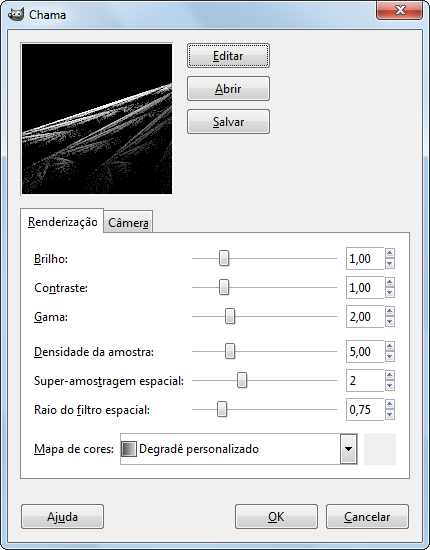 Chama
Editar
Abrir
Salvar
Renderização Câmera
Brilho: 1,00
Contraste: 1,00
Gama: 2,00
Densidade da amostra: 5,00
Super-amostragem espacial: 2
Raio do filtro espacial: 0,75
Mapa de cores: Degradê personalizado
Ajuda OK Cancelar